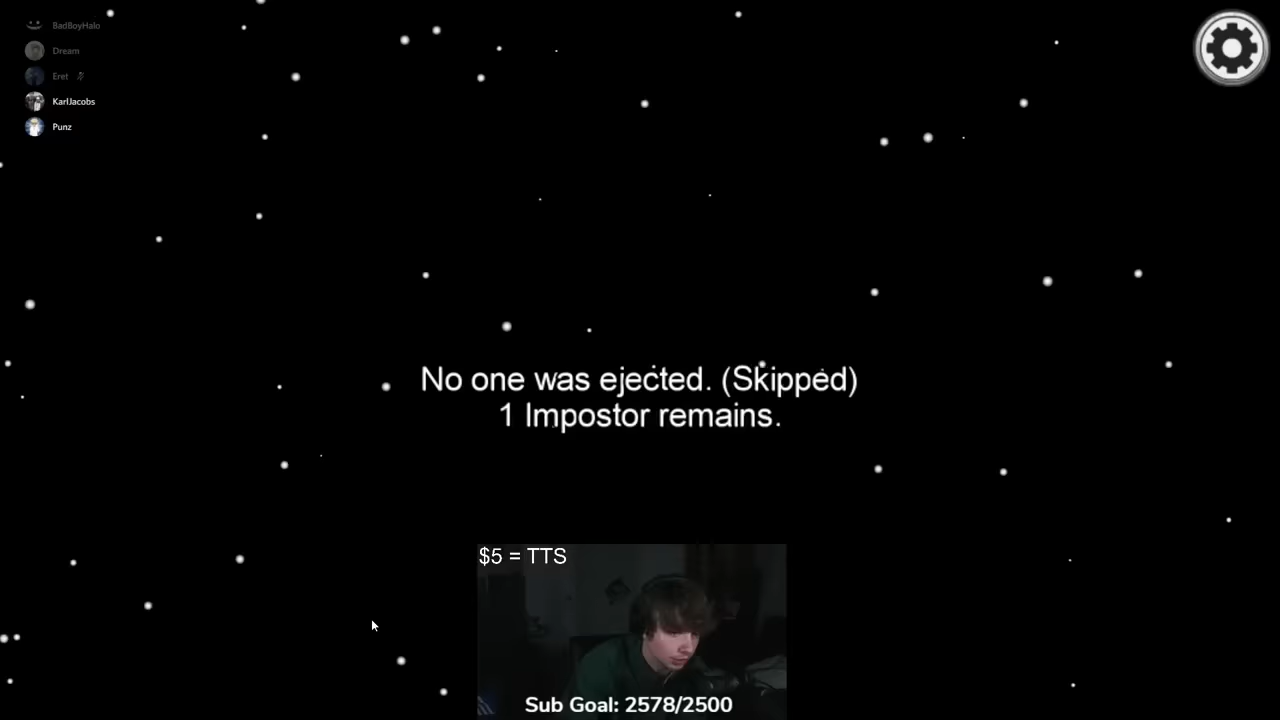 BadBoyHalo
Dream
Eret
KarlJacobs
Punz
No one was ejected. (Skipped)
1 Impostor remains.
$5 = TTS
Sub Goal: 2578/2500